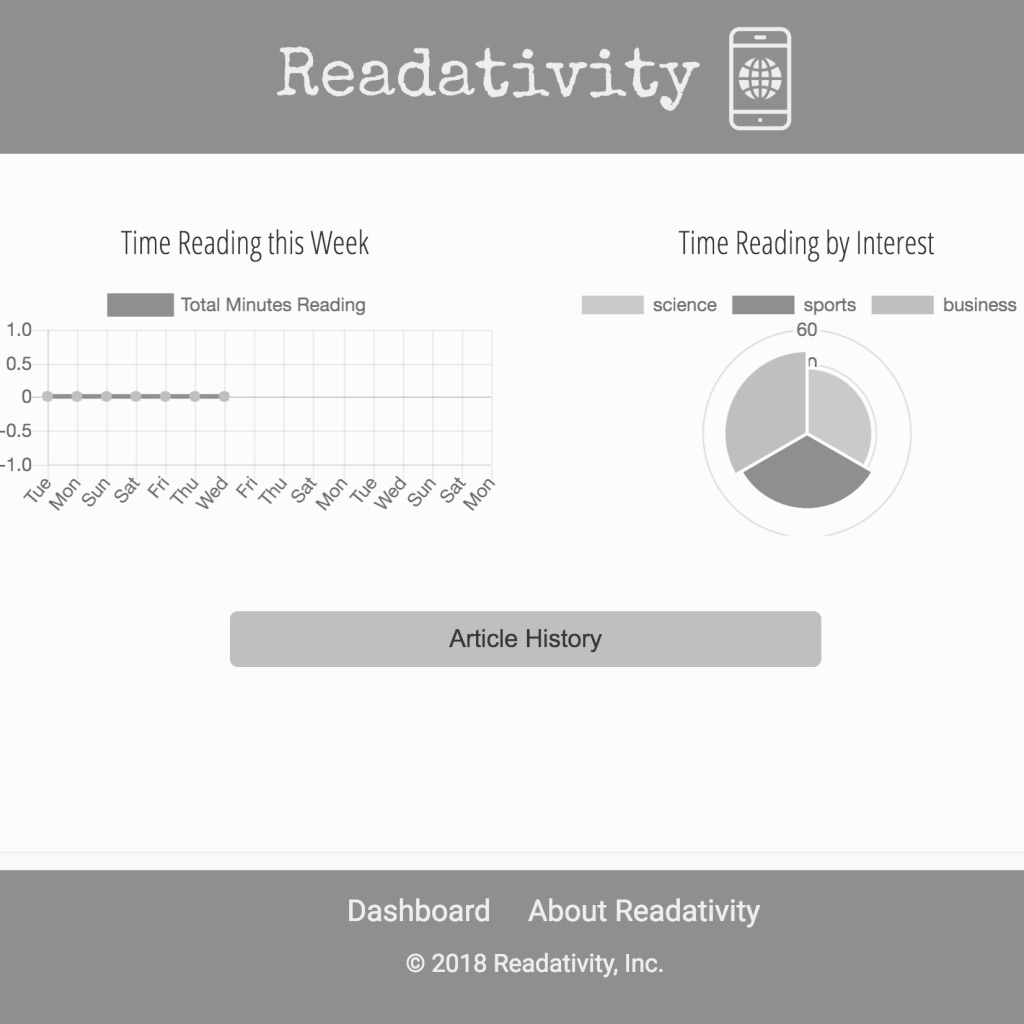 Readativity
Time Reading this Week
Total Minutes Reading
1.0
0.5
0
-0.5
-1.0
Tue Mon Sun Sat Fri Thu Wed Fri Thu Sat Mon Tue Wed Sun Sat Mon
Time Reading by Interest
science sports business
60
Article History
Dashboard About Readativity
© 2018 Readativity, Inc.